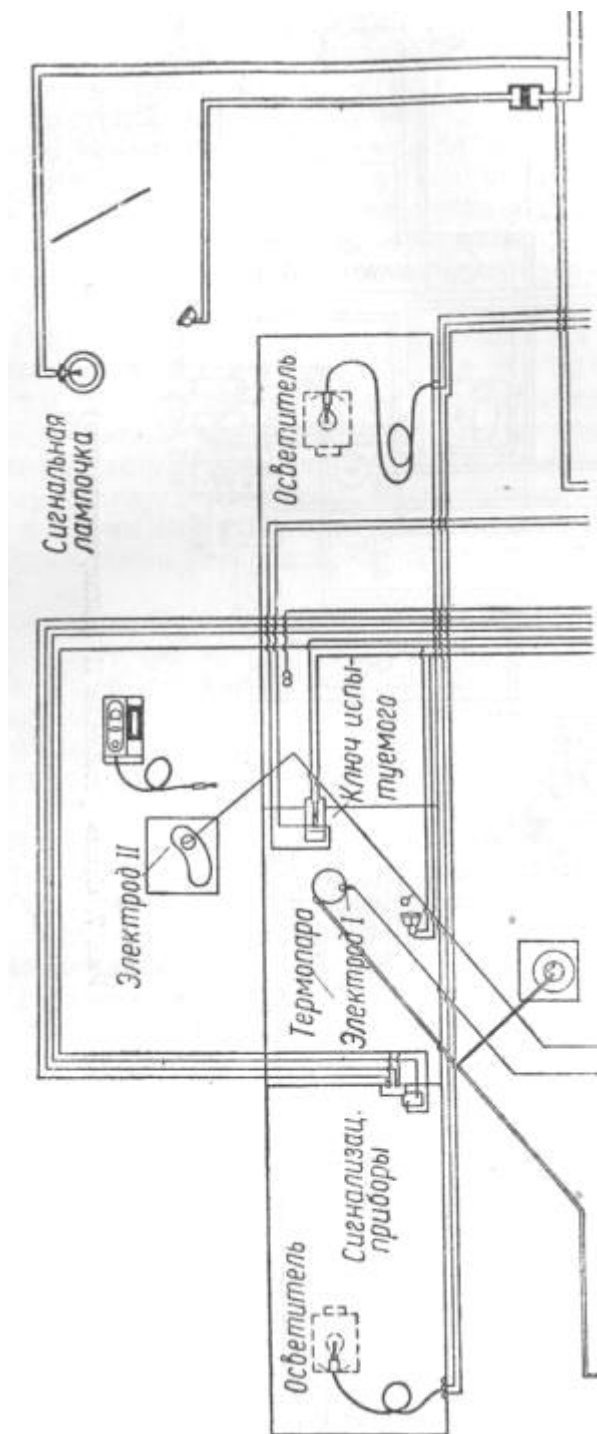 Сигнальная
лампочка
Осветитель
Электрод II
Ключ испы-
туемого
Термопара
Электрод I
Сигнализац.
приборы
Осветитель